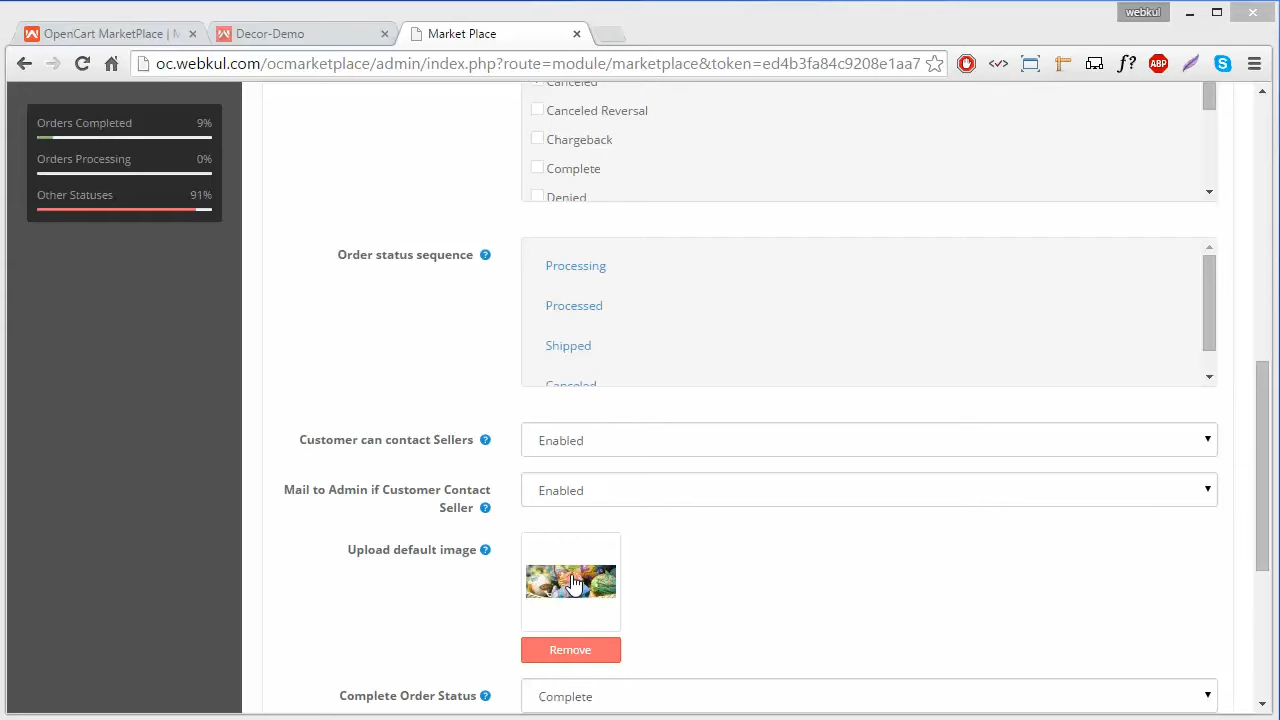 webkul
OpenCart MarketPlace | M
Decor-Demo
Market Place
oc.webkul.com/ocmarketplace/admin/index.php?route=module/marketplace&token=ed4b3fa84c9208e1aa7
f?
ABP
Orders Completed 9%
Orders Processing 0%
Other Statuses 91%
Canceled
Canceled Reversal
Chargeback
Complete
Denied
Order status sequence
Processing
Processed
Shipped
Canceled
Customer can contact Sellers
Enabled
Mail to Admin if Customer Contact
Seller
Enabled
Upload default image
Remove
Complete Order Status
Complete